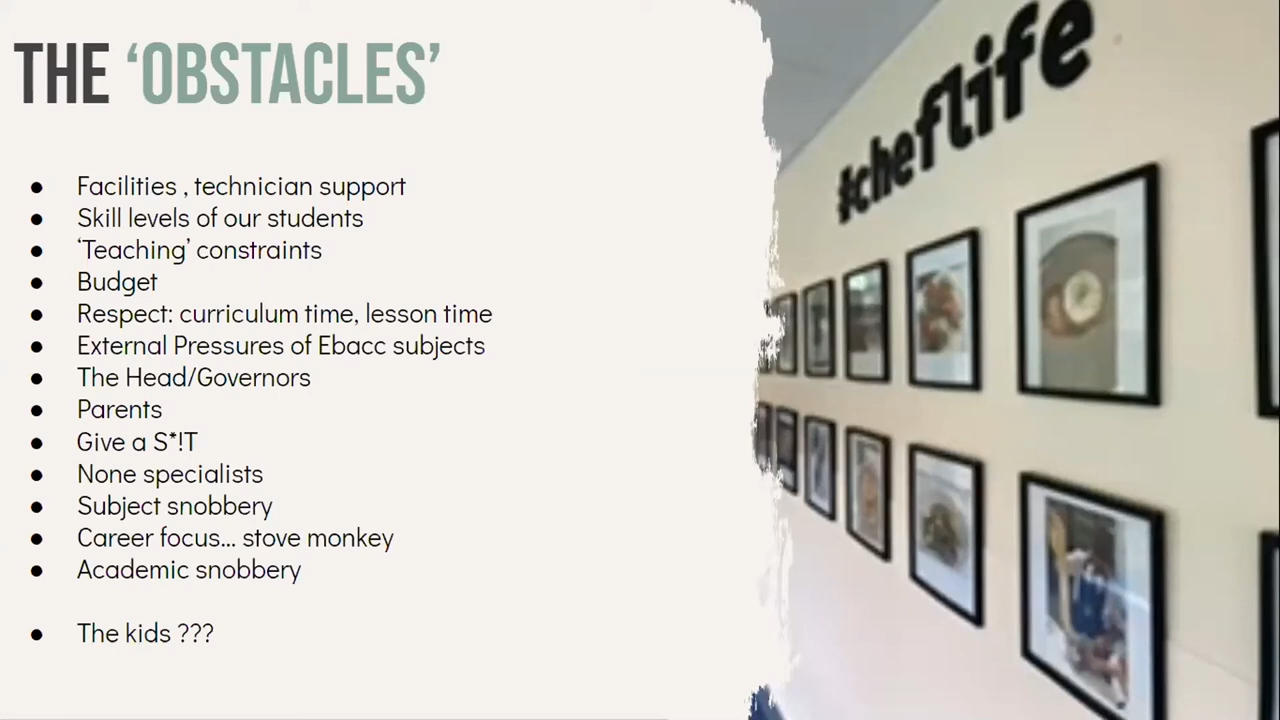 THE ‘OBSTACLES’
● Facilities , technician support
● Skill levels of our students
● ‘Teaching’ constraints
● Budget
● Respect: curriculum time, lesson time
● External Pressures of Ebacc subjects
● The Head/Governors
● Parents
● Give a S*!T
● None specialists
● Subject snobbery
● Career focus... stove monkey
● Academic snobbery
● The kids ???
#cheflife